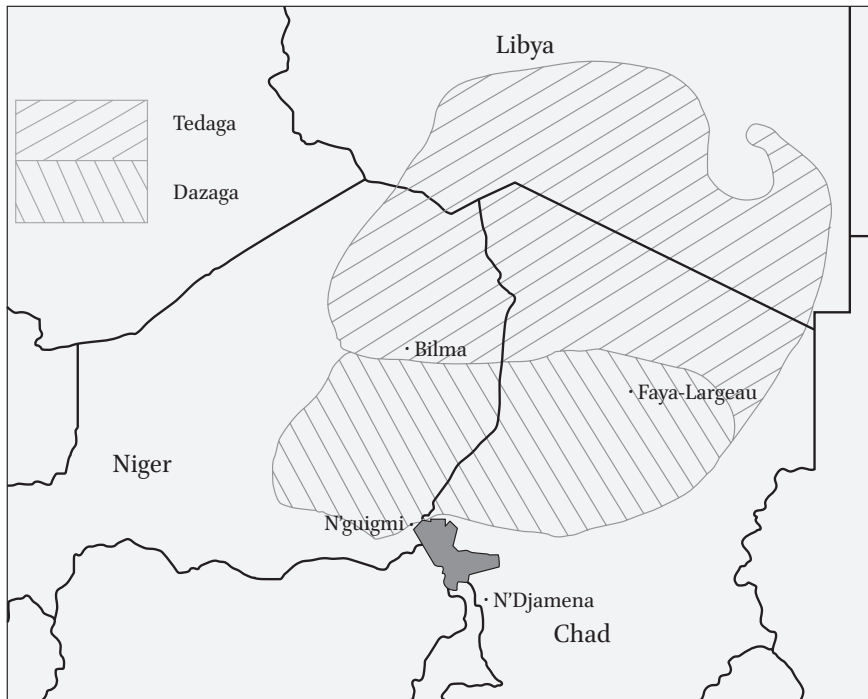 Libya
Tedaga
Dazaga
Bilma
Faya-Largeau
Niger
N'guigmi
N'Djamena
Chad